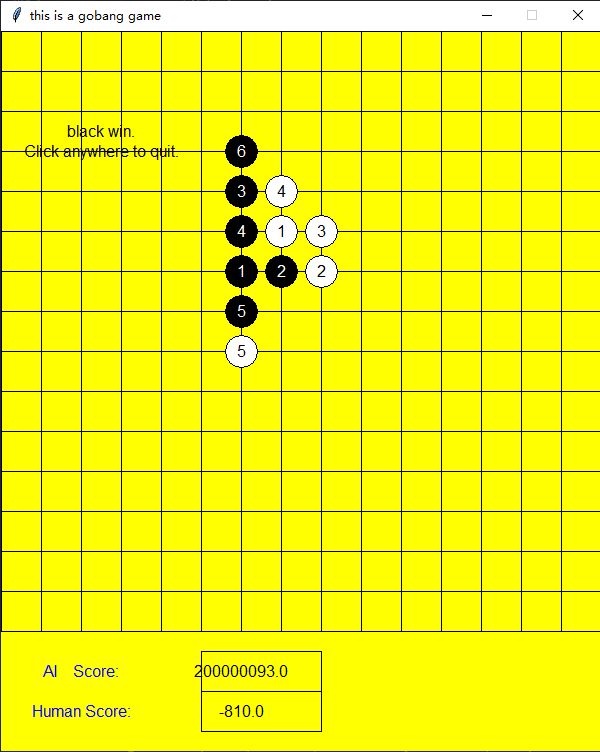 this is a gobang game
black win.
Click anywhere to quit.
6
3 4
4 1 3
1 2 2
5
5
AI Score: 200000093.0
Human Score: -810.0